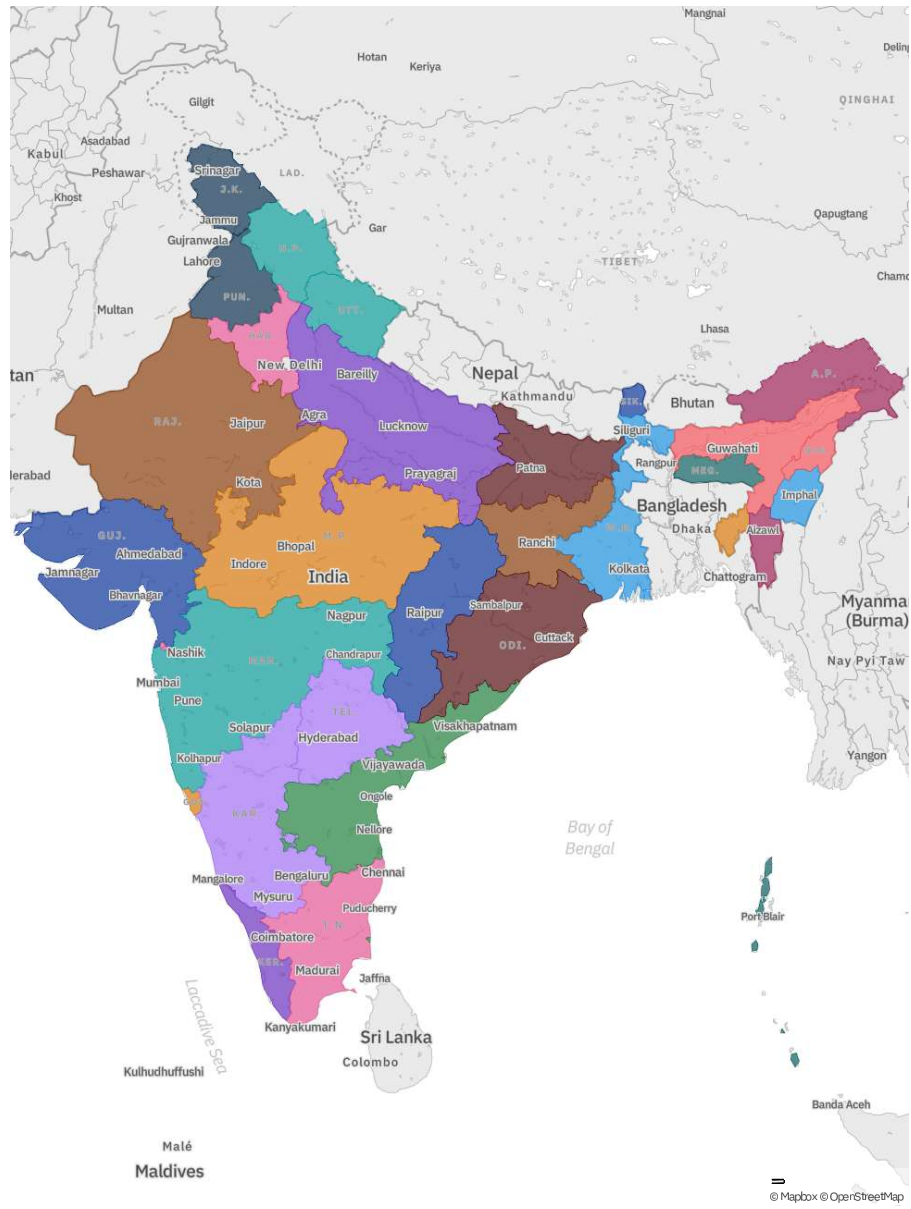 Mangnai
Hotan
Keriya
Deling
QINGHAI
Gilgit
Asadabad
Kabul
Peshawar
Srinagar
LAD.
J.K.
Khost
Jammu
Gar
Qapugtang
Gujranwala
H.P.
Lahore
TIBET
Chamd
PUN.
UTT.
Multan
Lhasa
HAR.
New Delhi
Bareilly
Nepal
A.P.
tan
Kathmandu
SIK.
Bhutan
Agra
RAJ.
Jaipur
Lucknow
Siliguri
Guwahati
Rangpur
Patna
MEG.
derabad
Kota
Prayagraj
Imphal
Bangladesh
GUJ.
M.P.
W.B.
Dhaka
Aizawl
Ahmedabad
Bhopal
Ranchi
Jamnagar
Indore
India
Kolkata
Chattogram
Bhavnagar
Nagpur
Raipur
Sambalpur
Myanmar
(Burma)
Cuttack
ODI.
Nashik
MAH.
Chandrapur
Nay Pyi Taw
Mumbai
Pune
TEL.
Solapur
Hyderabad
Visakhapatnam
Kolhapur
Vijayawada
Yangon
Ongole
KAR.
Nellore
Bay of
Bengal
Mangalore
Bengaluru
Chennai
Mysuru
Puducherry
Port Blair
T.N.
Coimbatore
KER.
Madurai
Jaffna
Laccadive Sea
Kanyakumari
Sri Lanka
Colombo
Kulhudhuffushi
Banda Aceh
Malé
Maldives
© Mapbox © OpenStreetMap